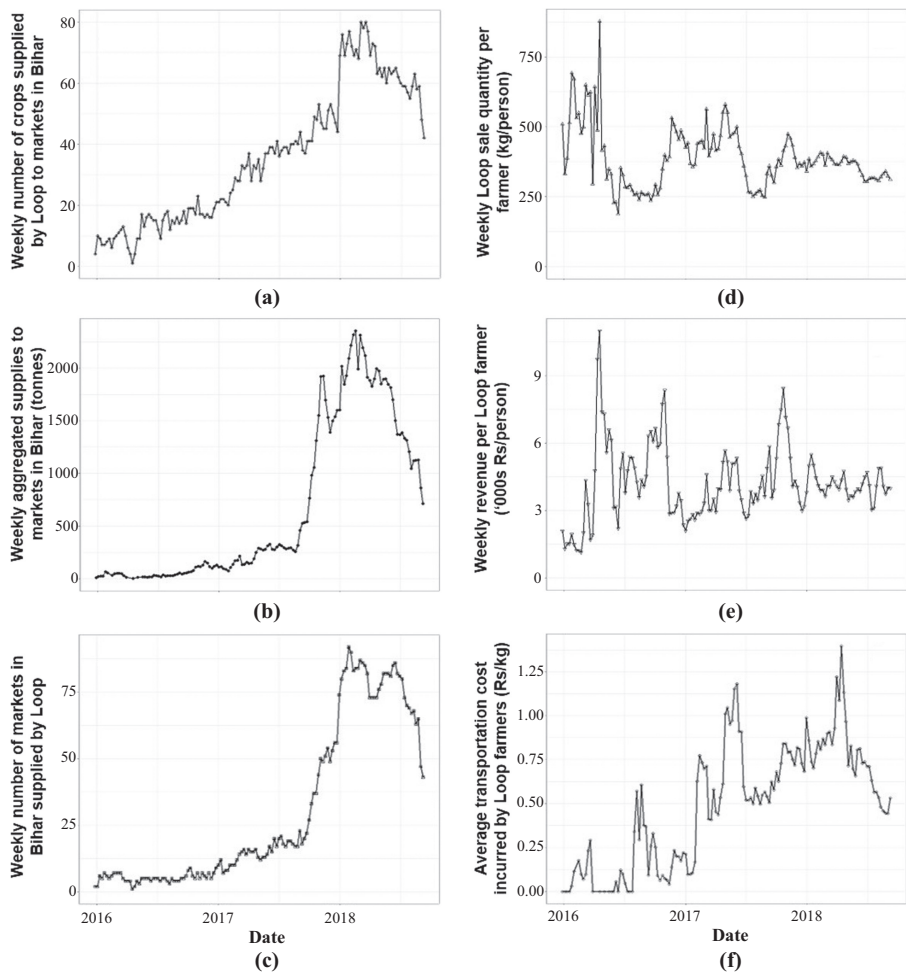 Weekly number of crops supplied
by Loop to markets in Bihar
80
60
40
20
0
(a)
Weekly aggregated supplies to
markets in Bihar (tonnes)
2000
1500
1000
500
0
(b)
Weekly number of markets in
Bihar supplied by Loop
75
50
25
0
2016
2017
2018
Date
(c)
Weekly Loop sale quantity per
farmer (kg/person)
750
500
250
0
(d)
Weekly revenue per Loop farmer
('000s Rs/person)
9
6
3
0
(e)
Average transportation cost
incurred by Loop farmers (Rs/kg)
1.25
1.00
0.75
0.50
0.00
2016
2017
2018
Date
(f)